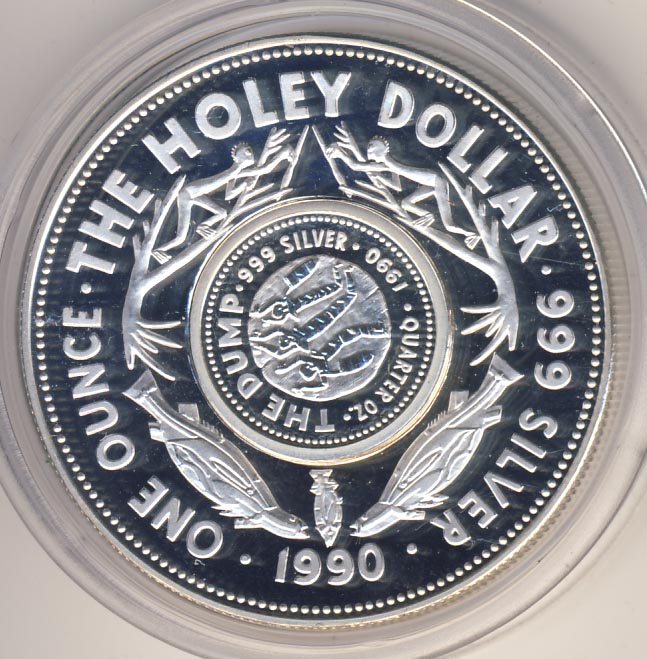 ONE OUNCE · THE HOLEY DOLLAR · 999 SILVER
· 1990 ·
THE DUMP · 999 SILVER · 1990 · QUARTER OZ. ·